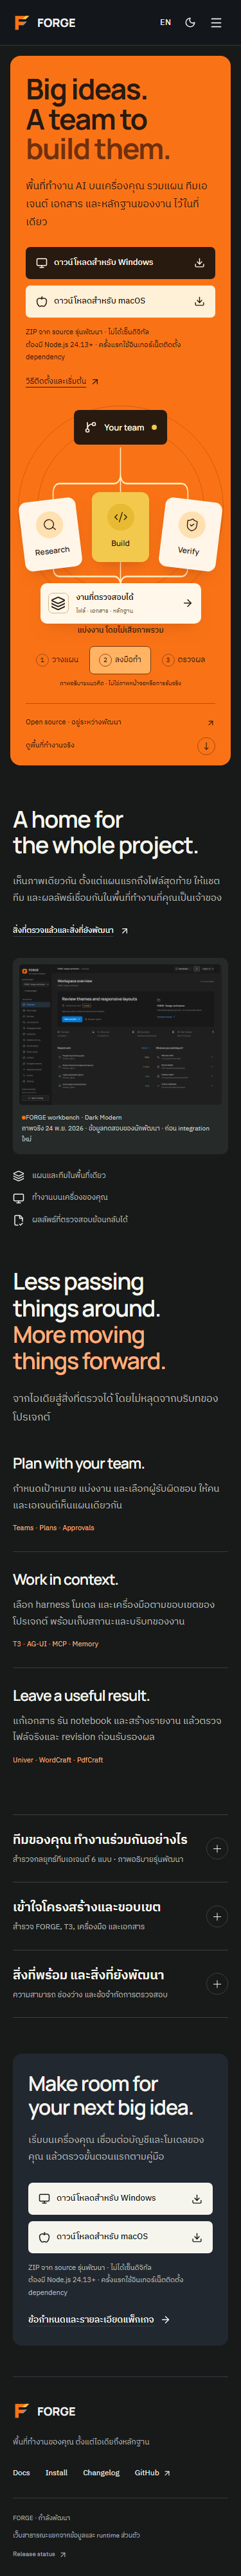 FORGE
EN
Big ideas.
A team to
build them.
พื้นที่ทำงาน AI บนเครื่องคุณ รวมแผน ทีมเอ
เจนต์ เอกสาร และหลักฐานของงาน ไว้ในที่
เดียว
ดาวน์โหลดสำหรับ Windows
ดาวน์โหลดสำหรับ macOS
ZIP จาก source รุ่นพัฒนา · ไม่ได้เซ็นดิจิทัล
ต้องมี Node.js 24.13+ · ครั้งแรกใช้อินเทอร์เน็ตติดตั้ง
dependency
วิธีติดตั้งและเริ่มต้น
Your team
Research
Build
Verify
งานที่ตรวจสอบได้
ไฟล์ · เอกสาร · หลักฐาน
แบ่งงาน โดยไม่เสียภาพรวม
1 วางแผน
2 ลงมือทำ
3 ตรวจผล
ภาพอธิบายแนวคิด · ไม่ใช่ภาพหน้าจอหรือการรันจริง
Open source · อยู่ระหว่างพัฒนา
ดูพื้นที่ทำงานจริง
A home for
the whole project.
เห็นภาพเดียวกัน ตั้งแต่แผนแรกถึงไฟล์สุดท้าย ให้แชต
ทีม และผลลัพธ์เชื่อมกันในพื้นที่ทำงานที่คุณเป็นเจ้าของ
สิ่งที่ตรวจแล้วและสิ่งที่ยังพัฒนา
FORGE
Workspace overview
Review themes and responsive layouts
FORGE workbench · Dark Modern
ภาพจริง 24 พ.ย. 2026 · ข้อมูลทดสอบของนักพัฒนา · ก่อน integration
ใหม่
แผนและทีมในพื้นที่เดียว
ทำงานบนเครื่องของคุณ
ผลลัพธ์ที่ตรวจสอบย้อนกลับได้
Less passing
things around.
More moving
things forward.
จากไอเดียสู่สิ่งที่ตรวจได้ โดยไม่หลุดจากบริบทของ
โปรเจกต์
Plan with your team.
กำหนดเป้าหมาย แบ่งงาน และเลือกผู้รับผิดชอบ ให้คน
และเอเจนต์เห็นแผนเดียวกัน
Teams · Plans · Approvals
Work in context.
เลือก harness โมเดล และเครื่องมือตามขอบเขตของ
โปรเจกต์ พร้อมเก็บสถานะและบริบทของงาน
T3 · AG-UI · MCP · Memory
Leave a useful result.
แก้เอกสาร รัน notebook และสร้างรายงาน แล้วตรวจ
ไฟล์จริงและ revision ก่อนรับรองผล
Univer · WordCraft · PdfCraft
ทีมของคุณ ทำงานร่วมกันอย่างไร
สำรวจกลยุทธ์ทีมเอเจนต์ 6 แบบ · ภาพอธิบายรุ่นพัฒนา
เข้าใจโครงสร้างและขอบเขต
สำรวจ FORGE, T3, เครื่องมือ และเอกสาร
สิ่งที่พร้อม และสิ่งที่ยังพัฒนา
ความสามารถ ช่องว่าง และข้อจำกัดการตรวจสอบ
Make room for
your next big idea.
เริ่มบนเครื่องคุณ เชื่อมต่อบัญชีและโมเดลของ
คุณ แล้วตรวจขั้นตอนแรกตามคู่มือ
ดาวน์โหลดสำหรับ Windows
ดาวน์โหลดสำหรับ macOS
ZIP จาก source รุ่นพัฒนา · ไม่ได้เซ็นดิจิทัล
ต้องมี Node.js 24.13+ · ครั้งแรกใช้อินเทอร์เน็ตติดตั้ง
dependency
ข้อกำหนดและรายละเอียดแพ็กเกจ
FORGE
พื้นที่ทำงานของคุณ ตั้งแต่ไอเดียถึงหลักฐาน
Docs
Install
Changelog
GitHub
FORGE · กำลังพัฒนา
เว็บสาธารณะแยกจากข้อมูลและ runtime ส่วนตัว
Release status